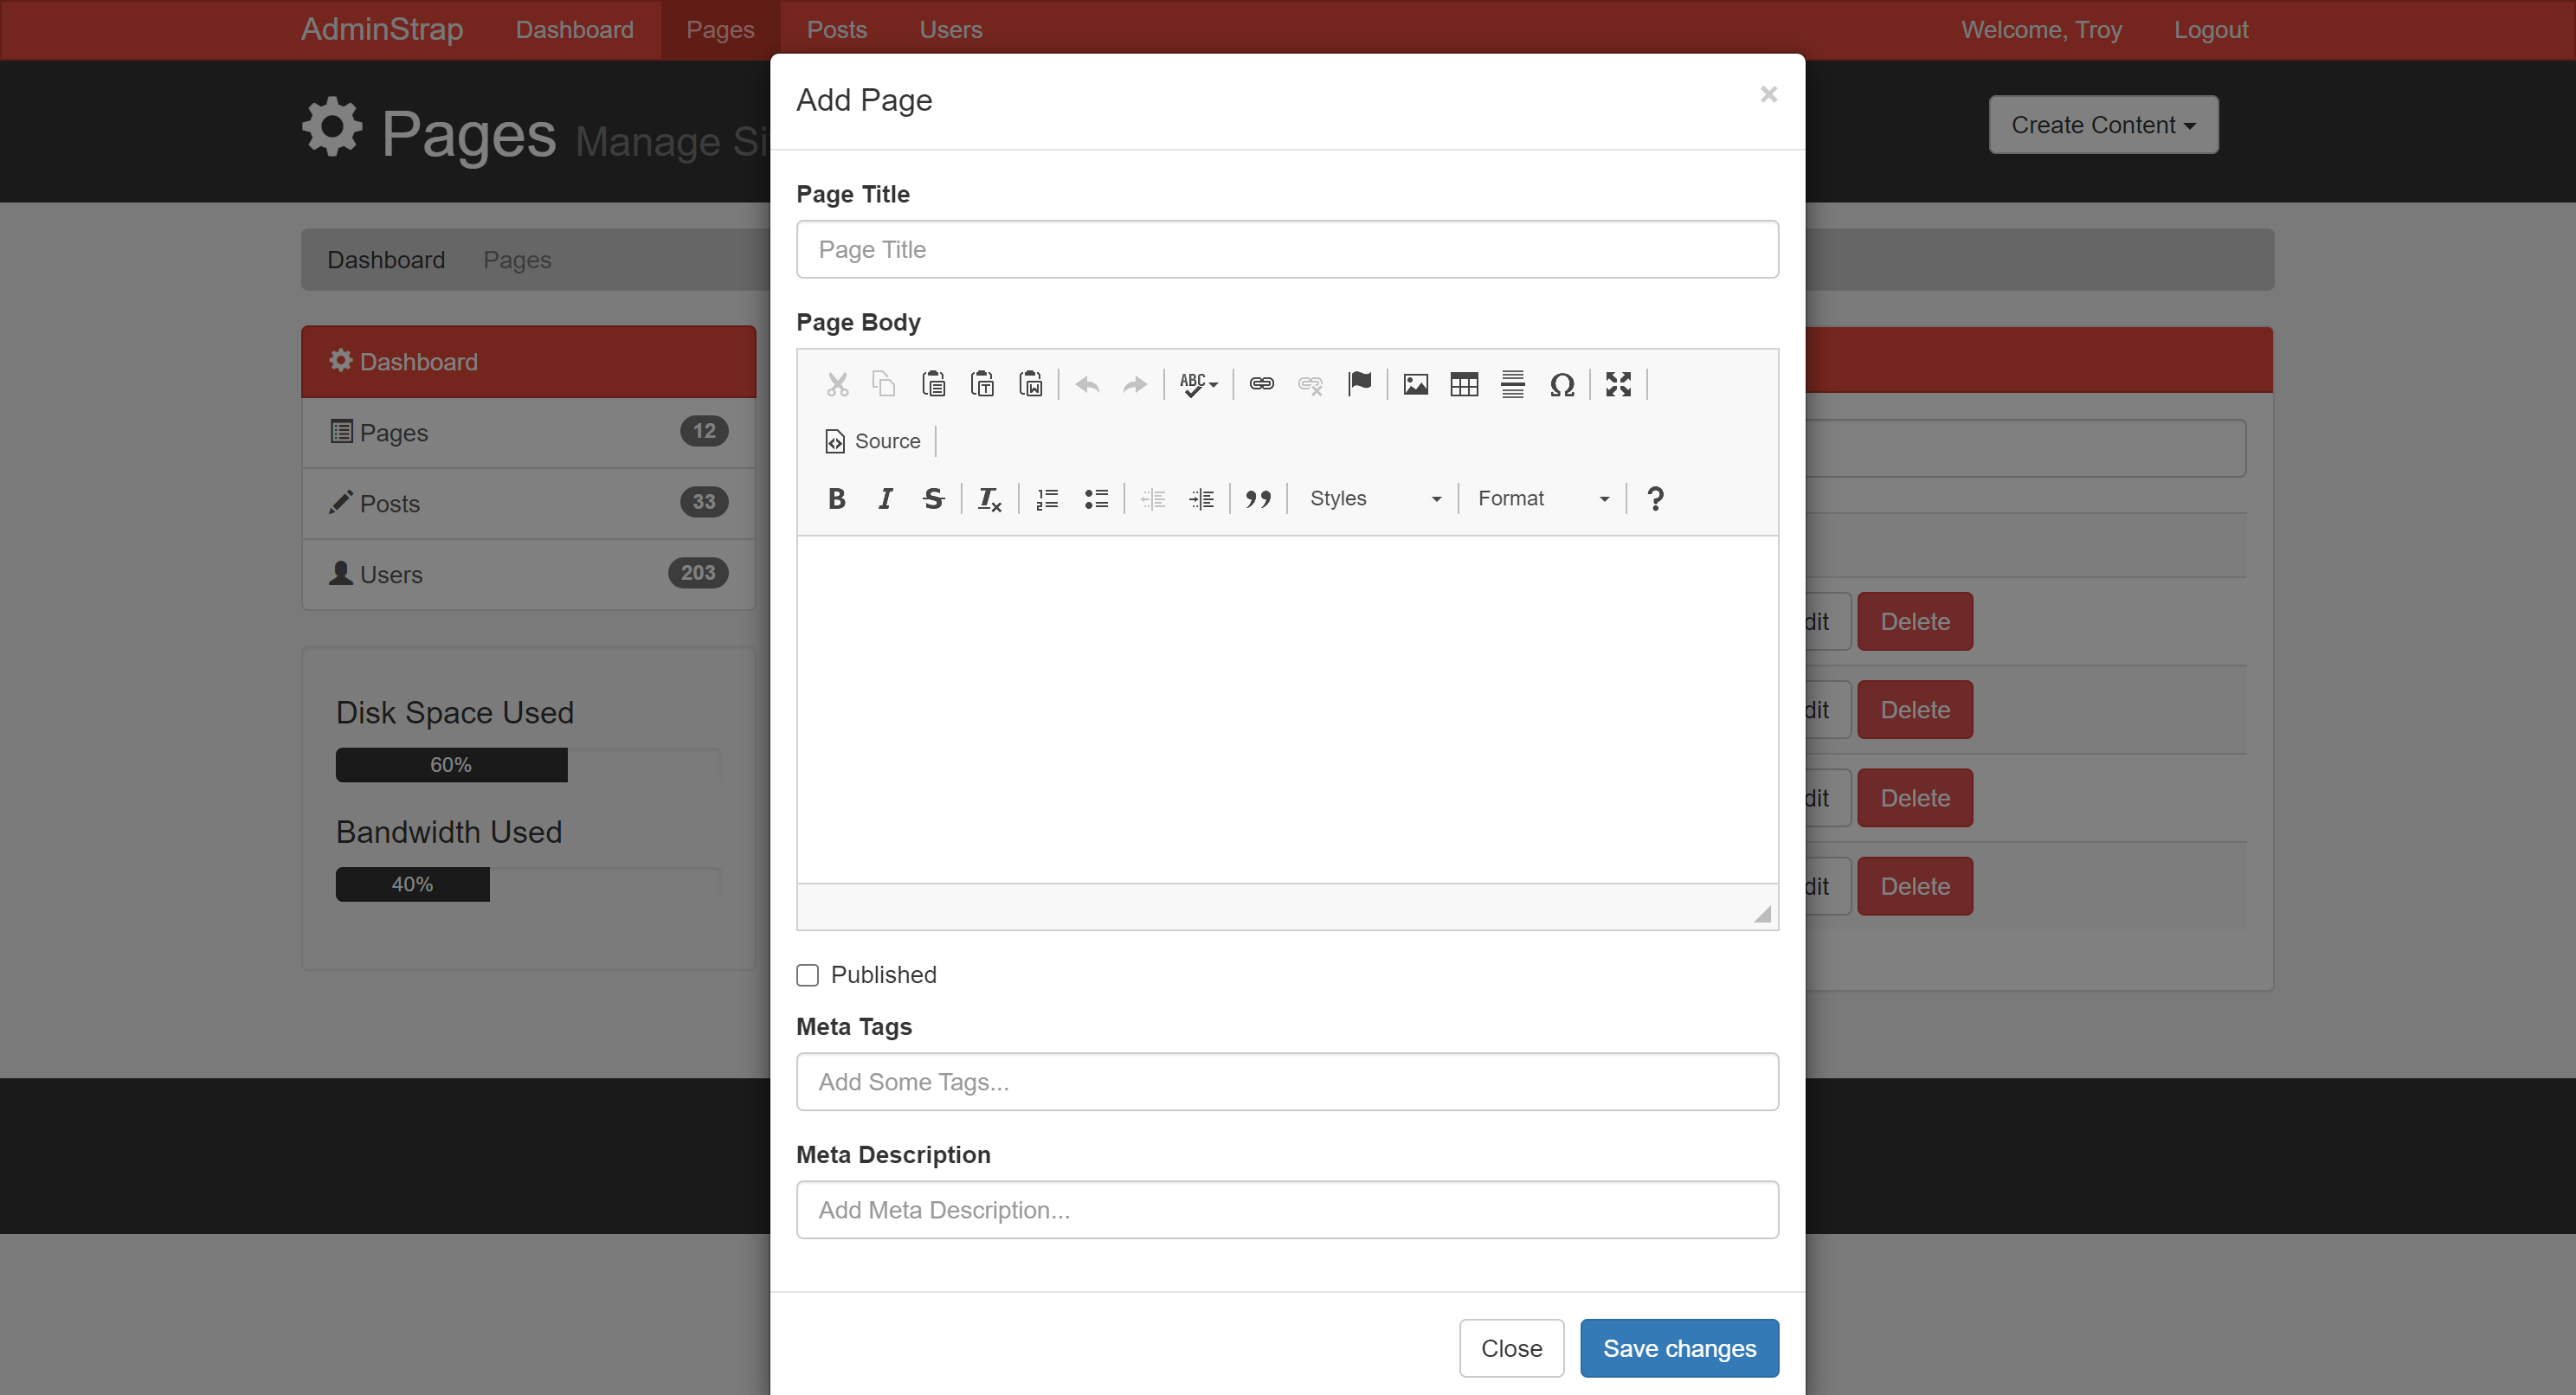 AdminStrap Dashboard Pages Posts Users Welcome, Troy Logout
Pages Manage Si
Create Content
Dashboard Pages
Dashboard
Pages 12
Posts 33
Users 203
Disk Space Used
60%
Bandwidth Used
40%
Add Page ×
Page Title
Page Title
Page Body
ABC
Source
B I S Styles Format ?
Published
Meta Tags
Add Some Tags...
Meta Description
Add Meta Description...
Close Save changes
dit Delete
dit Delete
dit Delete
dit Delete